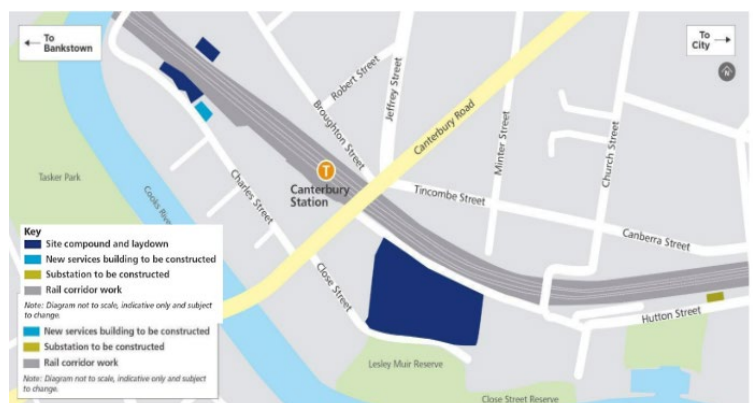 To
Bankstown
To
City
N
Robert Street
Jeffrey Street
Broughton Street
Canterbury Road
Minter Street
Church Street
T
Canterbury
Station
Tincombe Street
Canberra Street
Tasker Park
Cooks River
Charles Street
Close Street
Hutton Street
Lesley Muir Reserve
Close Street Reserve
Key
Site compound and laydown
New services building to be constructed
Substation to be constructed
Rail corridor work
Note: Diagram not to scale, indicative only and subject
to change.
New services building to be constructed
Substation to be constructed
Rail corridor work
Note: Diagram not to scale, indicative only and subject
to change.